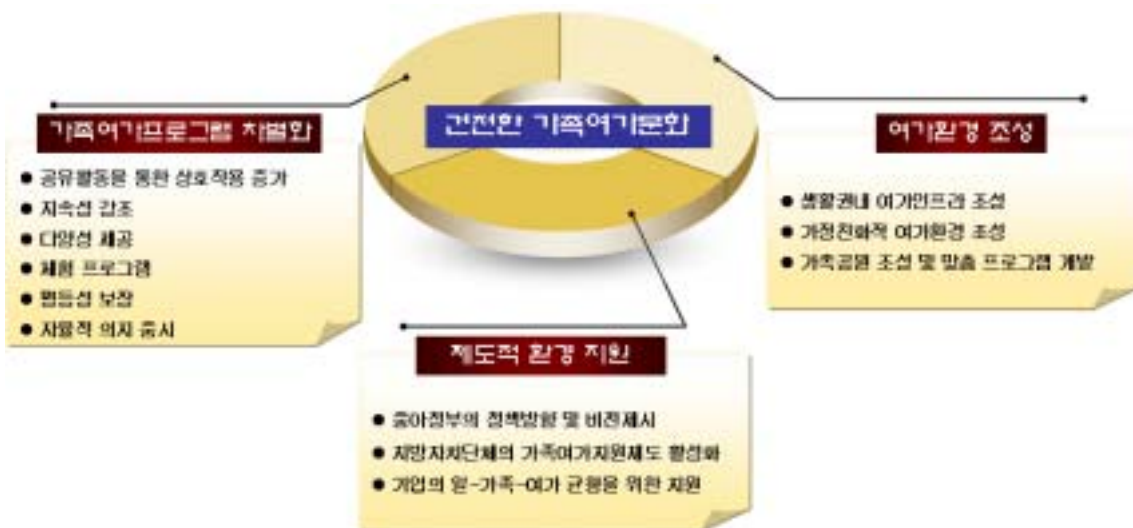 건전한 가족여가문화
가족여가프로그램 차별화
● 공유활동을 통한 상호작용 증가
● 지속성 강조
● 다양성 제공
● 체험 프로그램
● 평등성 보장
● 자율적 의지 중시
여가환경 조성
● 생활권내 여가인프라 조성
● 가정친화적 여가환경 조성
● 가족공원 조성 및 맞춤 프로그램 개발
제도적 환경 지원
● 중아정부의 정책방향 및 비전제시
● 지방자치단체의 가족여가지원제도 활성화
● 기업의 일-가족-여가 균형을 위한 지원